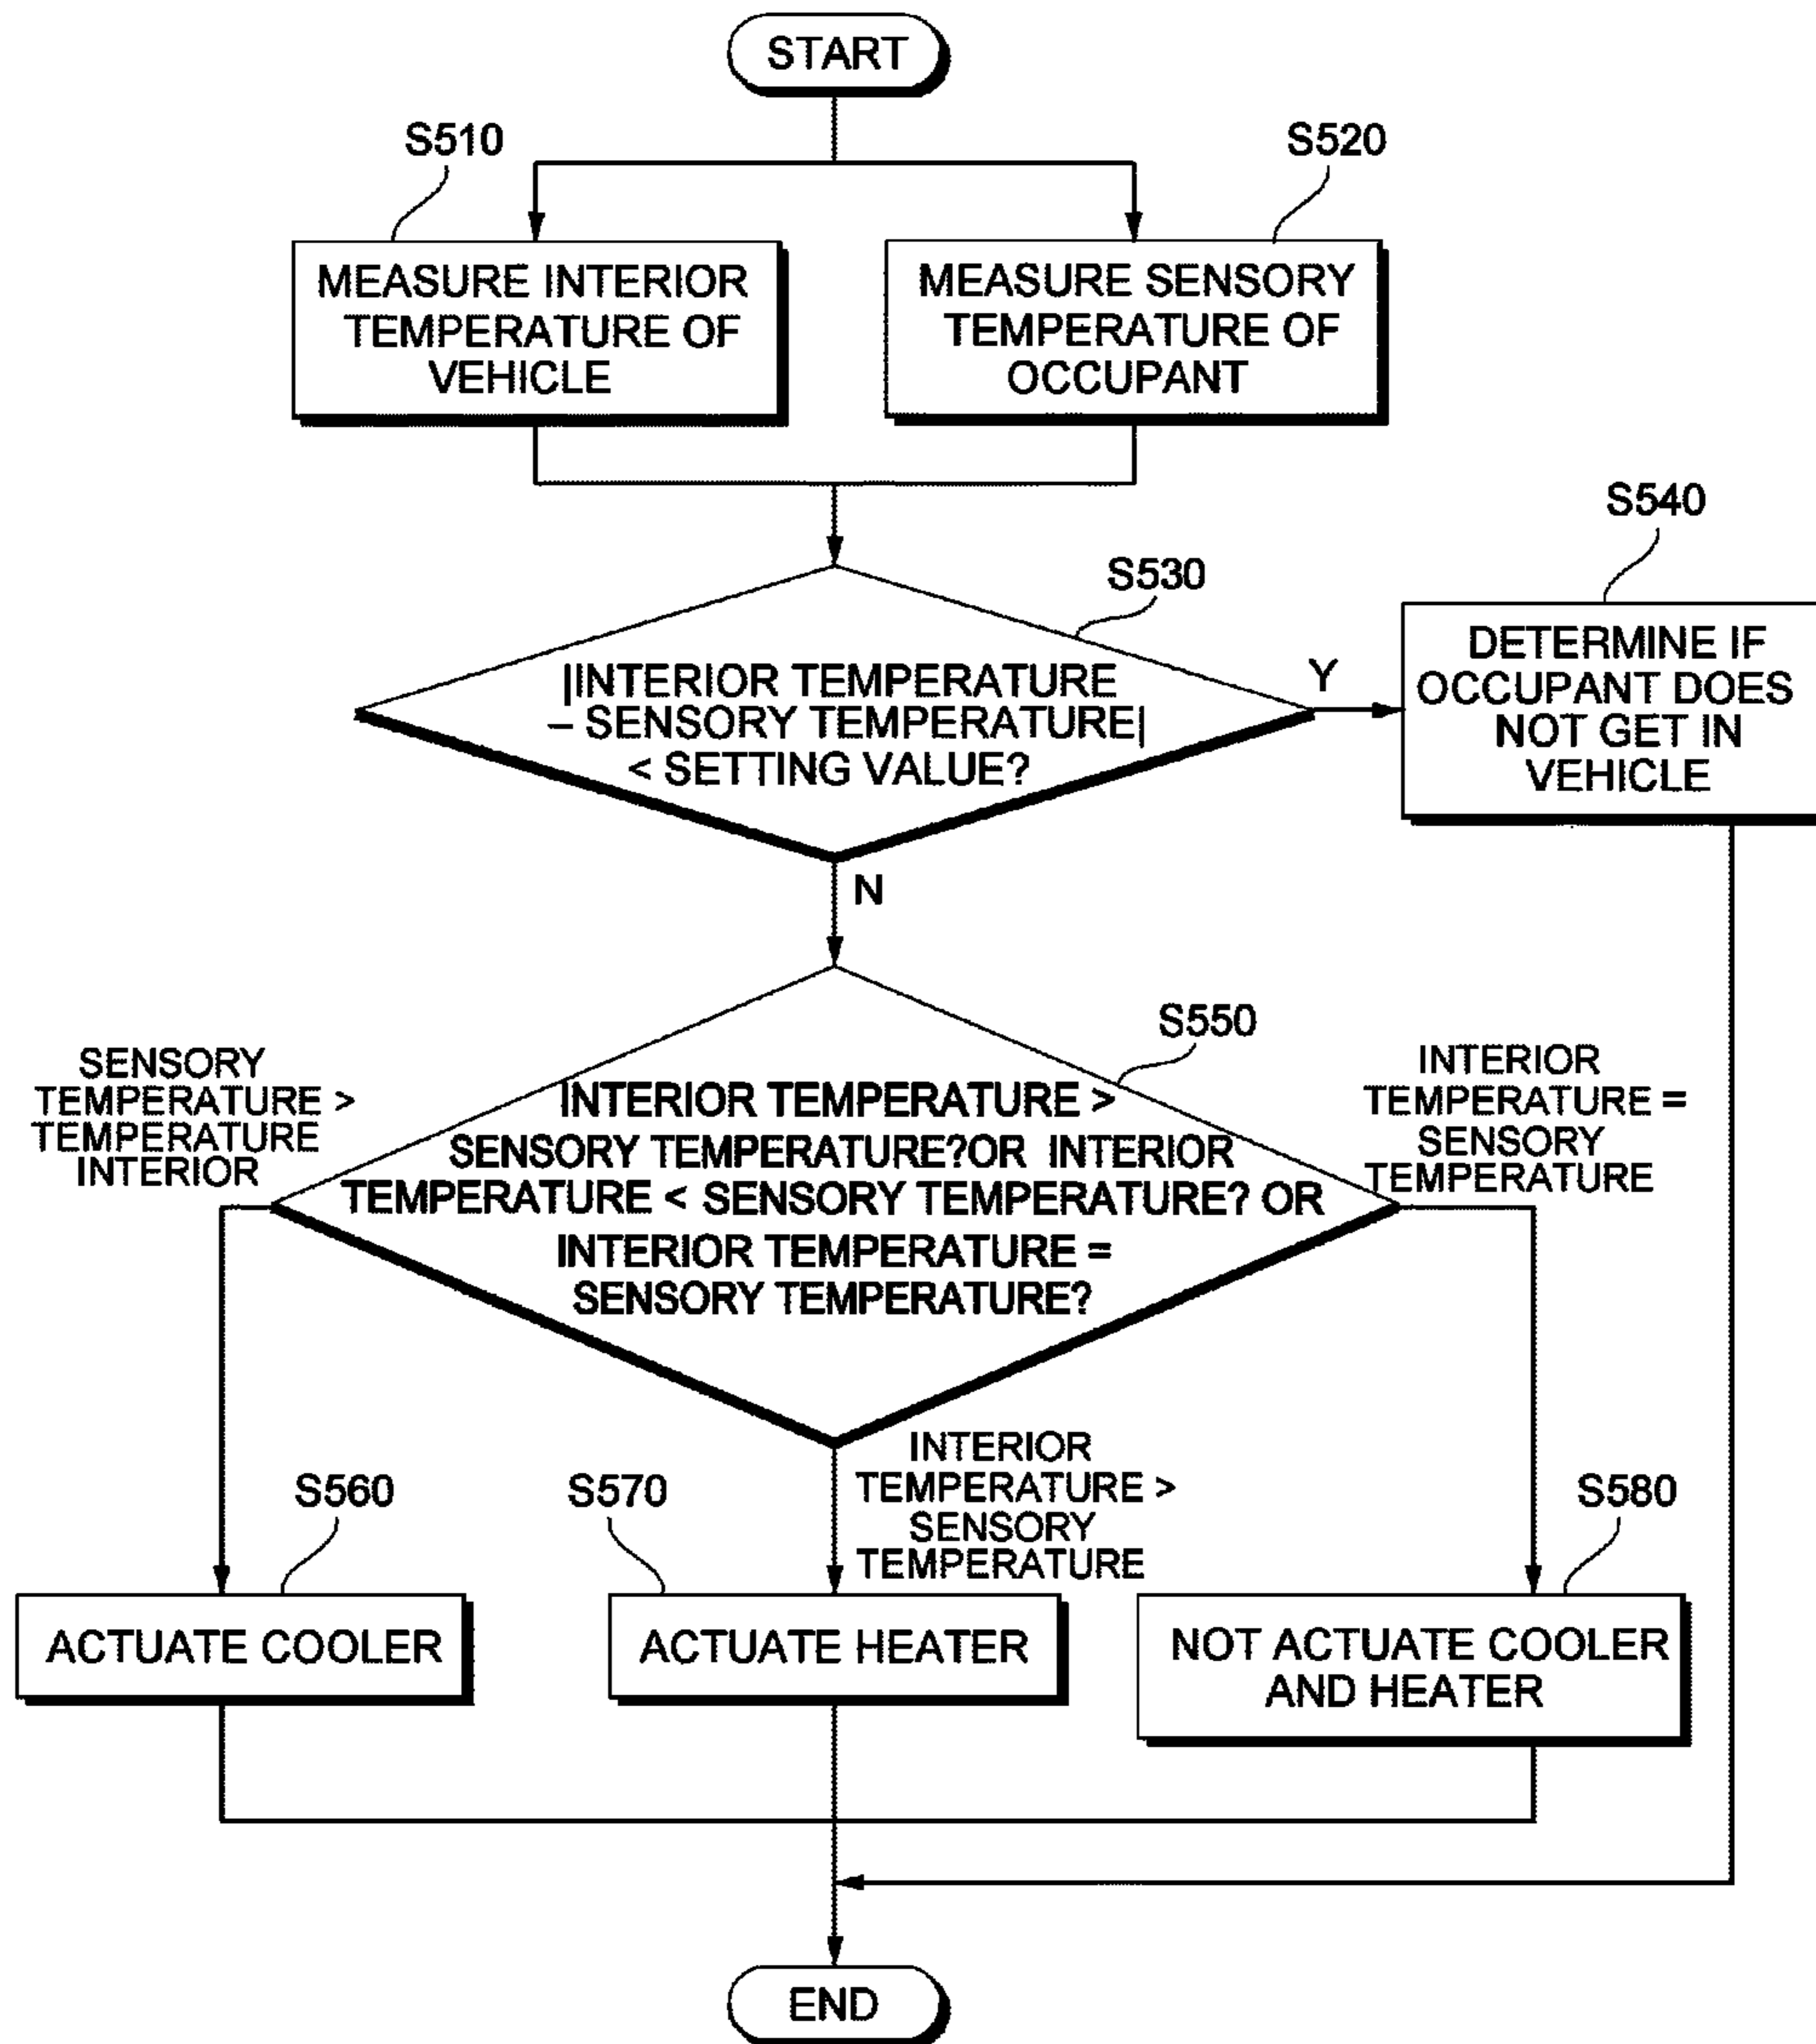 START
S510
S520
MEASURE INTERIOR
TEMPERATURE OF
VEHICLE
MEASURE SENSORY
TEMPERATURE OF
OCCUPANT
S530
S540
|INTERIOR TEMPERATURE
– SENSORY TEMPERATURE|
< SETTING VALUE?
Y
DETERMINE IF
OCCUPANT DOES
NOT GET IN
VEHICLE
N
S550
SENSORY
TEMPERATURE >
TEMPERATURE
INTERIOR
INTERIOR TEMPERATURE >
SENSORY TEMPERATURE?OR INTERIOR
TEMPERATURE < SENSORY TEMPERATURE? OR
INTERIOR TEMPERATURE =
SENSORY TEMPERATURE?
INTERIOR
TEMPERATURE =
SENSORY
TEMPERATURE
INTERIOR
TEMPERATURE >
SENSORY
TEMPERATURE
S560
S570
S580
ACTUATE COOLER
ACTUATE HEATER
NOT ACTUATE COOLER
AND HEATER
END